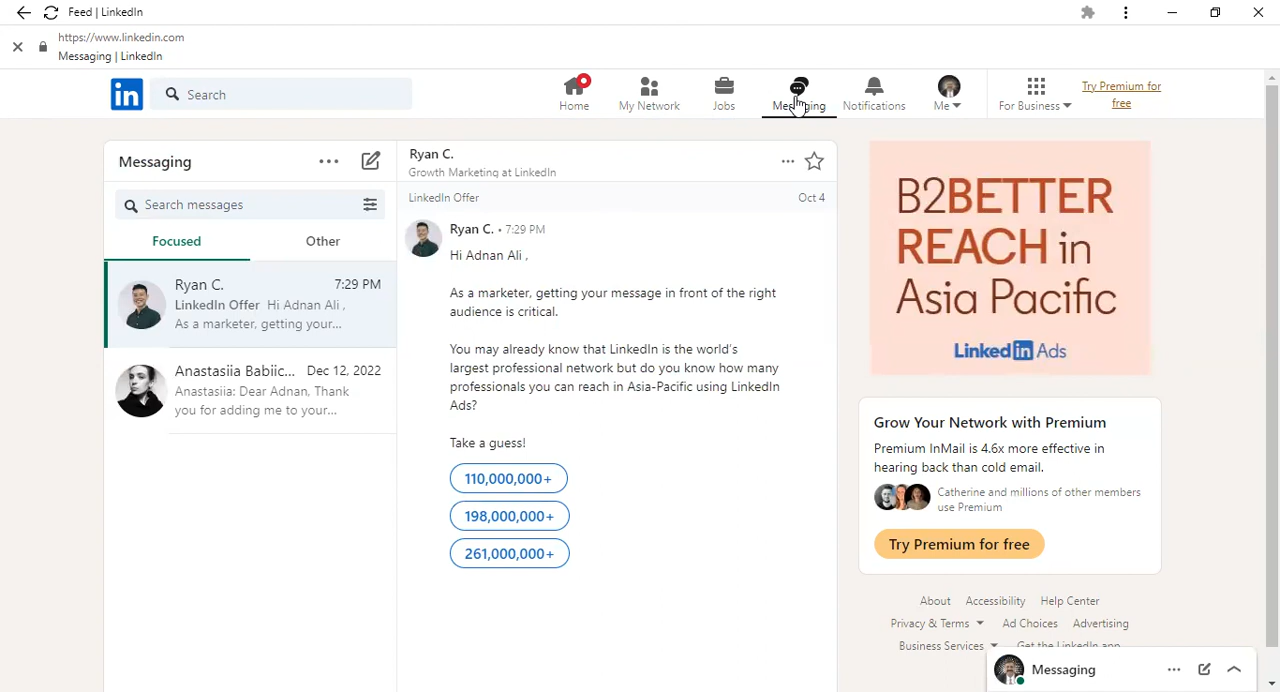 Feed | LinkedIn
https://www.linkedin.com
Messaging | LinkedIn
in
Search
Home
My Network
Jobs
Messaging
Notifications
Me
For Business
Try Premium for
free
Messaging
Search messages
Focused
Other
Ryan C.
7:29 PM
LinkedIn Offer Hi Adnan Ali ,
As a marketer, getting your...
Anastasiia Babiic...
Dec 12, 2022
Anastasiia: Dear Adnan, Thank
you for adding me to your...
Ryan C.
Growth Marketing at LinkedIn
LinkedIn Offer
Oct 4
Ryan C. • 7:29 PM
Hi Adnan Ali ,
As a marketer, getting your message in front of the right
audience is critical.
You may already know that LinkedIn is the world's
largest professional network but do you know how many
professionals you can reach in Asia-Pacific using LinkedIn
Ads?
Take a guess!
110,000,000+
198,000,000+
261,000,000+
B2BETTER
REACH in
Asia Pacific
LinkedIn Ads
Grow Your Network with Premium
Premium InMail is 4.6x more effective in
hearing back than cold email.
Catherine and millions of other members
use Premium
Try Premium for free
About
Accessibility
Help Center
Privacy & Terms
Ad Choices
Advertising
Business Services
Get the LinkedIn app
Messaging